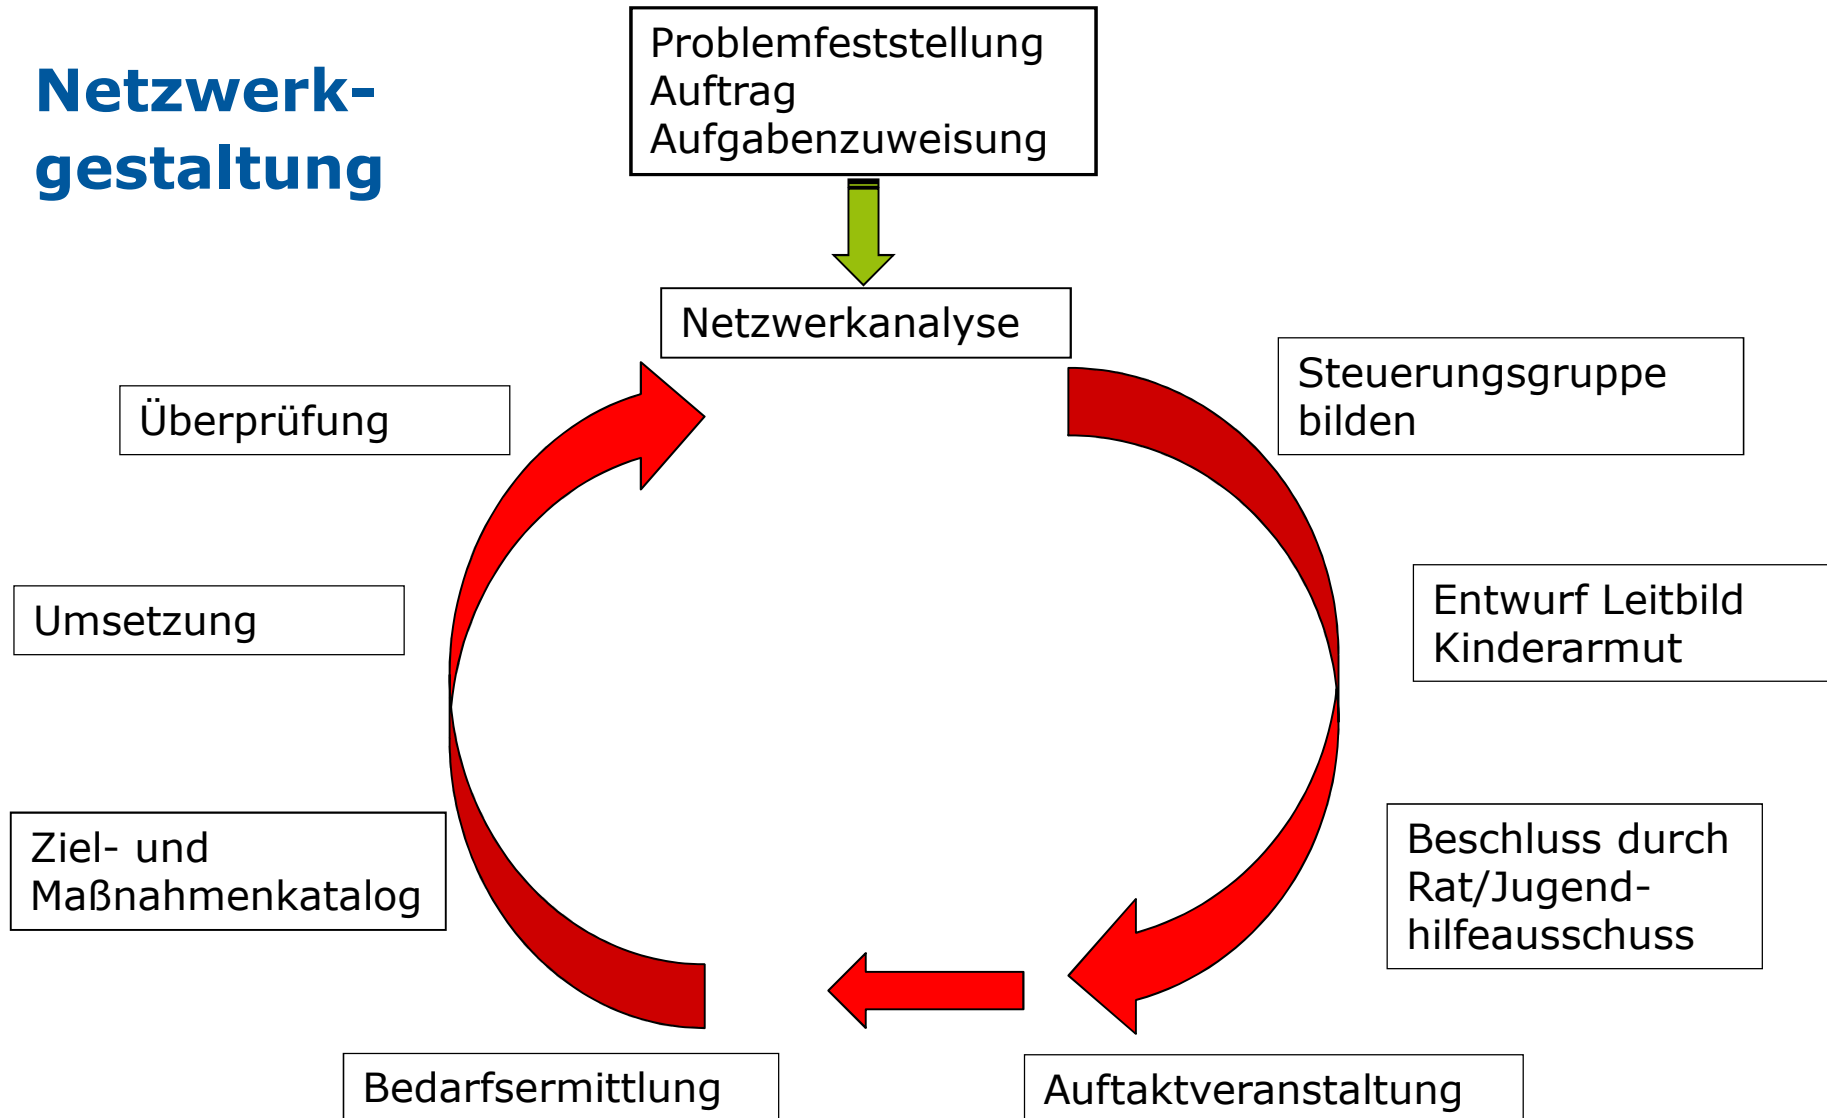 Netzwerk-
gestaltung
Problemfeststellung
Auftrag
Aufgabenzuweisung
Netzwerkanalyse
Steuerungsgruppe
bilden
Entwurf Leitbild
Kinderarmut
Beschluss durch
Rat/Jugend-
hilfeausschuss
Auftaktveranstaltung
Bedarfsermittlung
Ziel- und
Maßnahmenkatalog
Umsetzung
Überprüfung